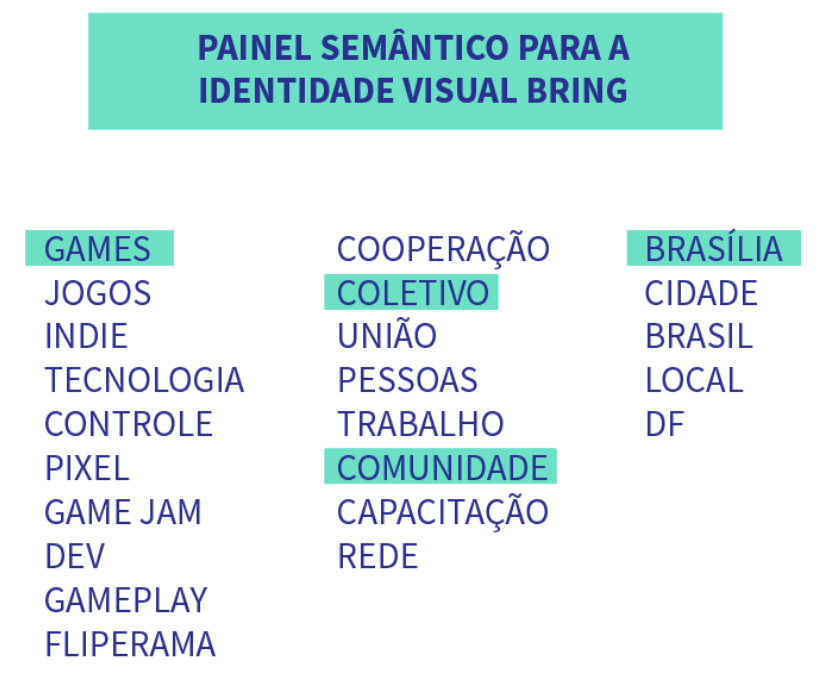 PAINEL SEMÂNTICO PARA A
IDENTIDADE VISUAL BRING
GAMES
JOGOS
INDIE
TECNOLOGIA
CONTROLE
PIXEL
GAME JAM
DEV
GAMEPLAY
FLIPERAMA
COOPERAÇÃO
COLETIVO
UNIÃO
PESSOAS
TRABALHO
COMUNIDADE
CAPACITAÇÃO
REDE
BRASÍLIA
CIDADE
BRASIL
LOCAL
DF